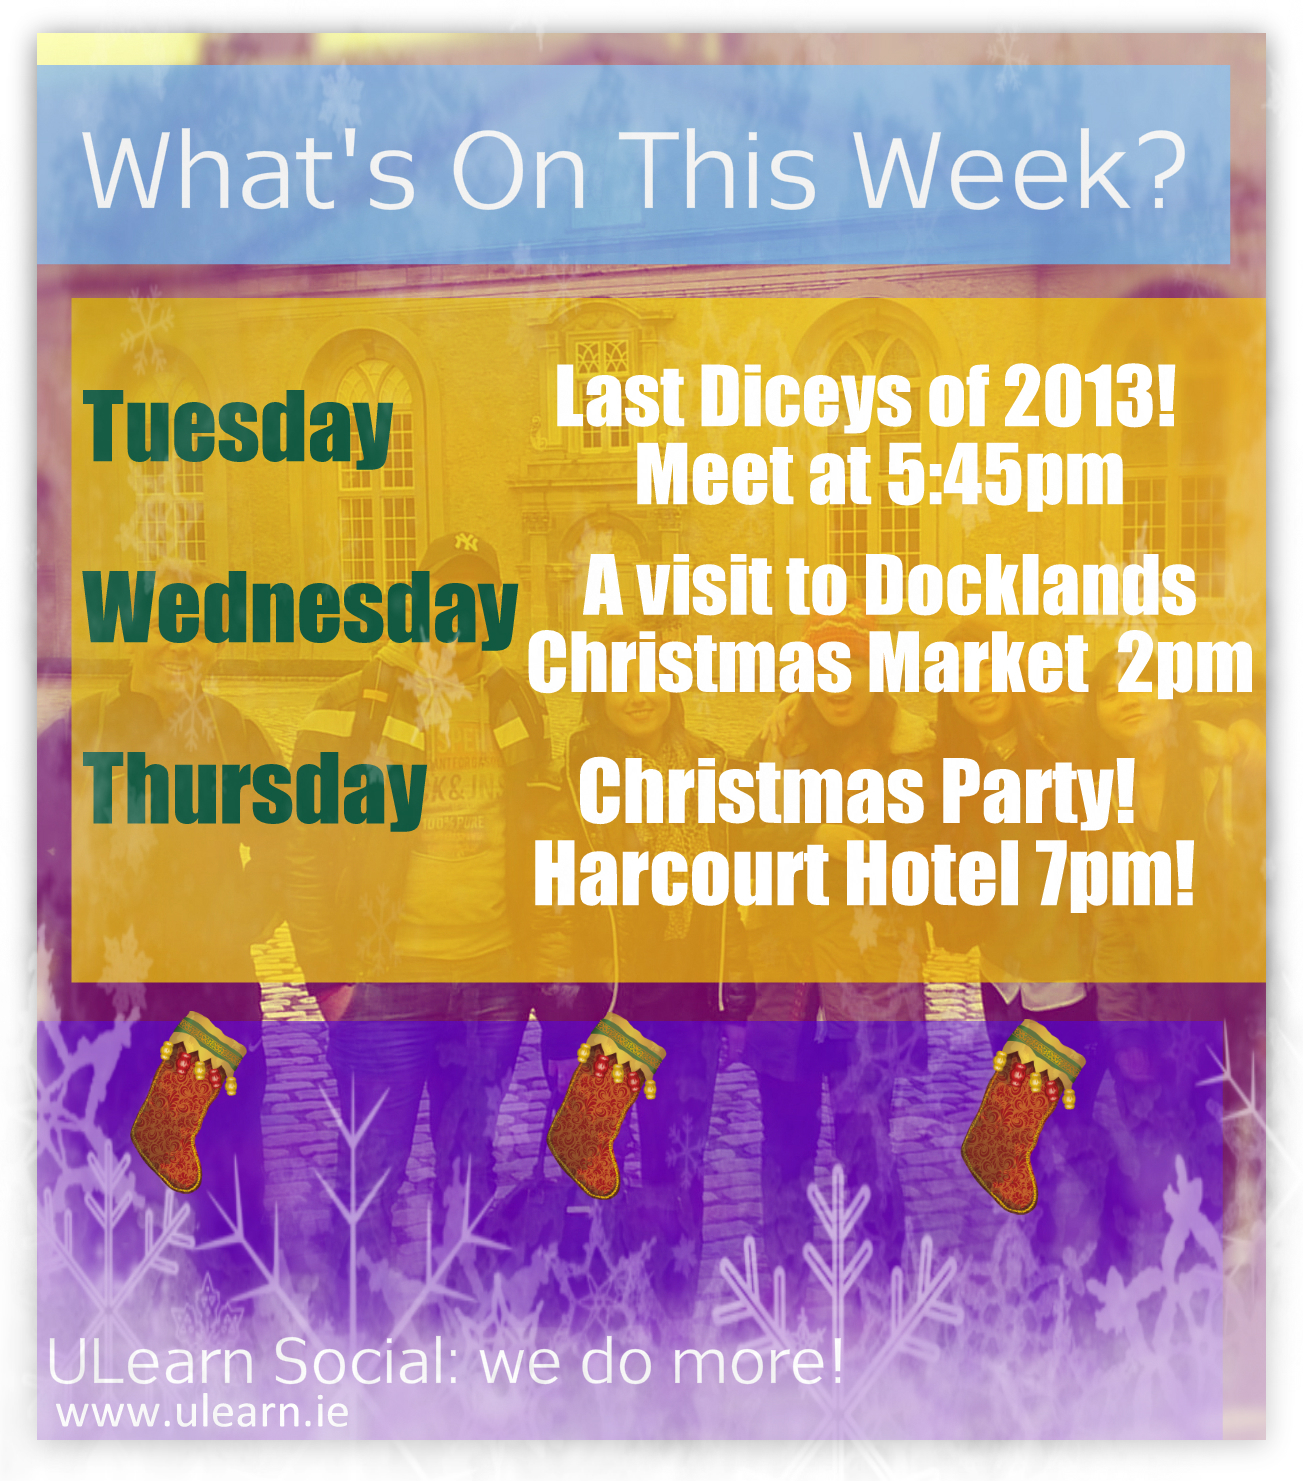 What's On This Week?
Tuesday
Last Diceys of 2013!
Meet at 5:45pm
Wednesday
A visit to Docklands
Christmas Market  2pm
Thursday
Christmas Party!
Harcourt Hotel 7pm!
ULearn Social: we do more!
www.ulearn.ie